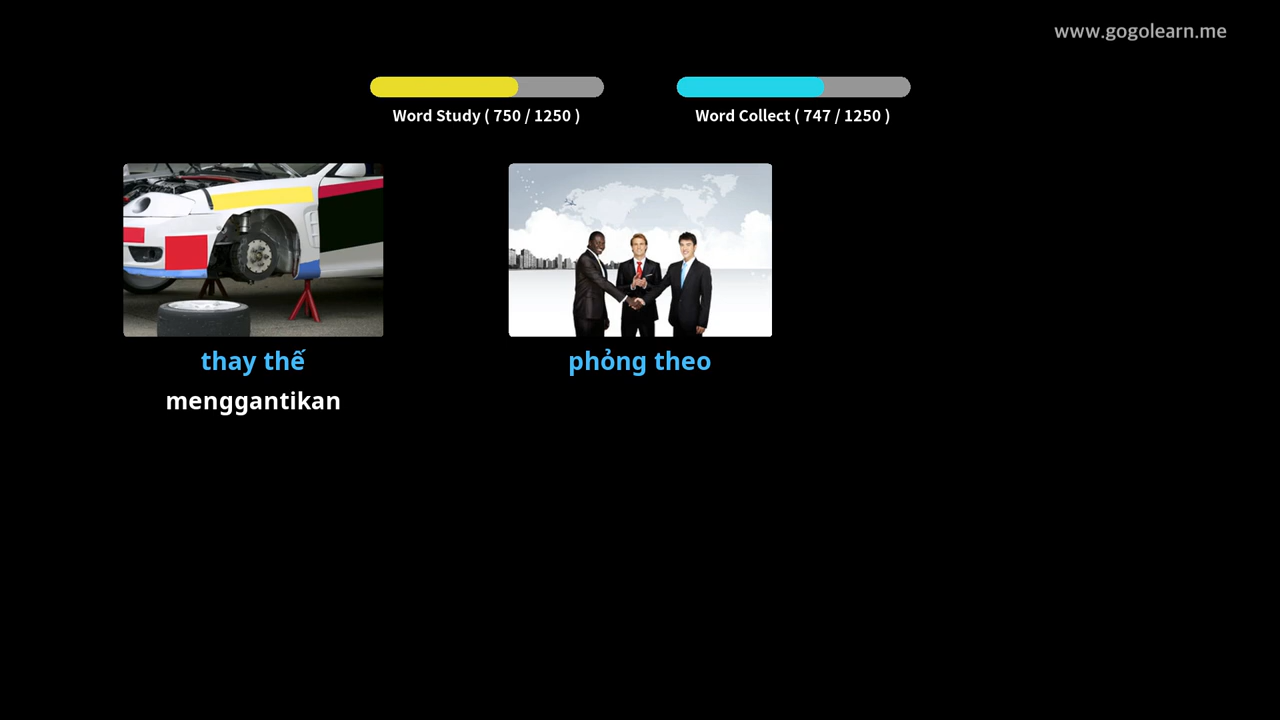 www.gogolearn.me
Word Study ( 750 / 1250 )
Word Collect ( 747 / 1250 )
thay thế
menggantikan
phỏng theo